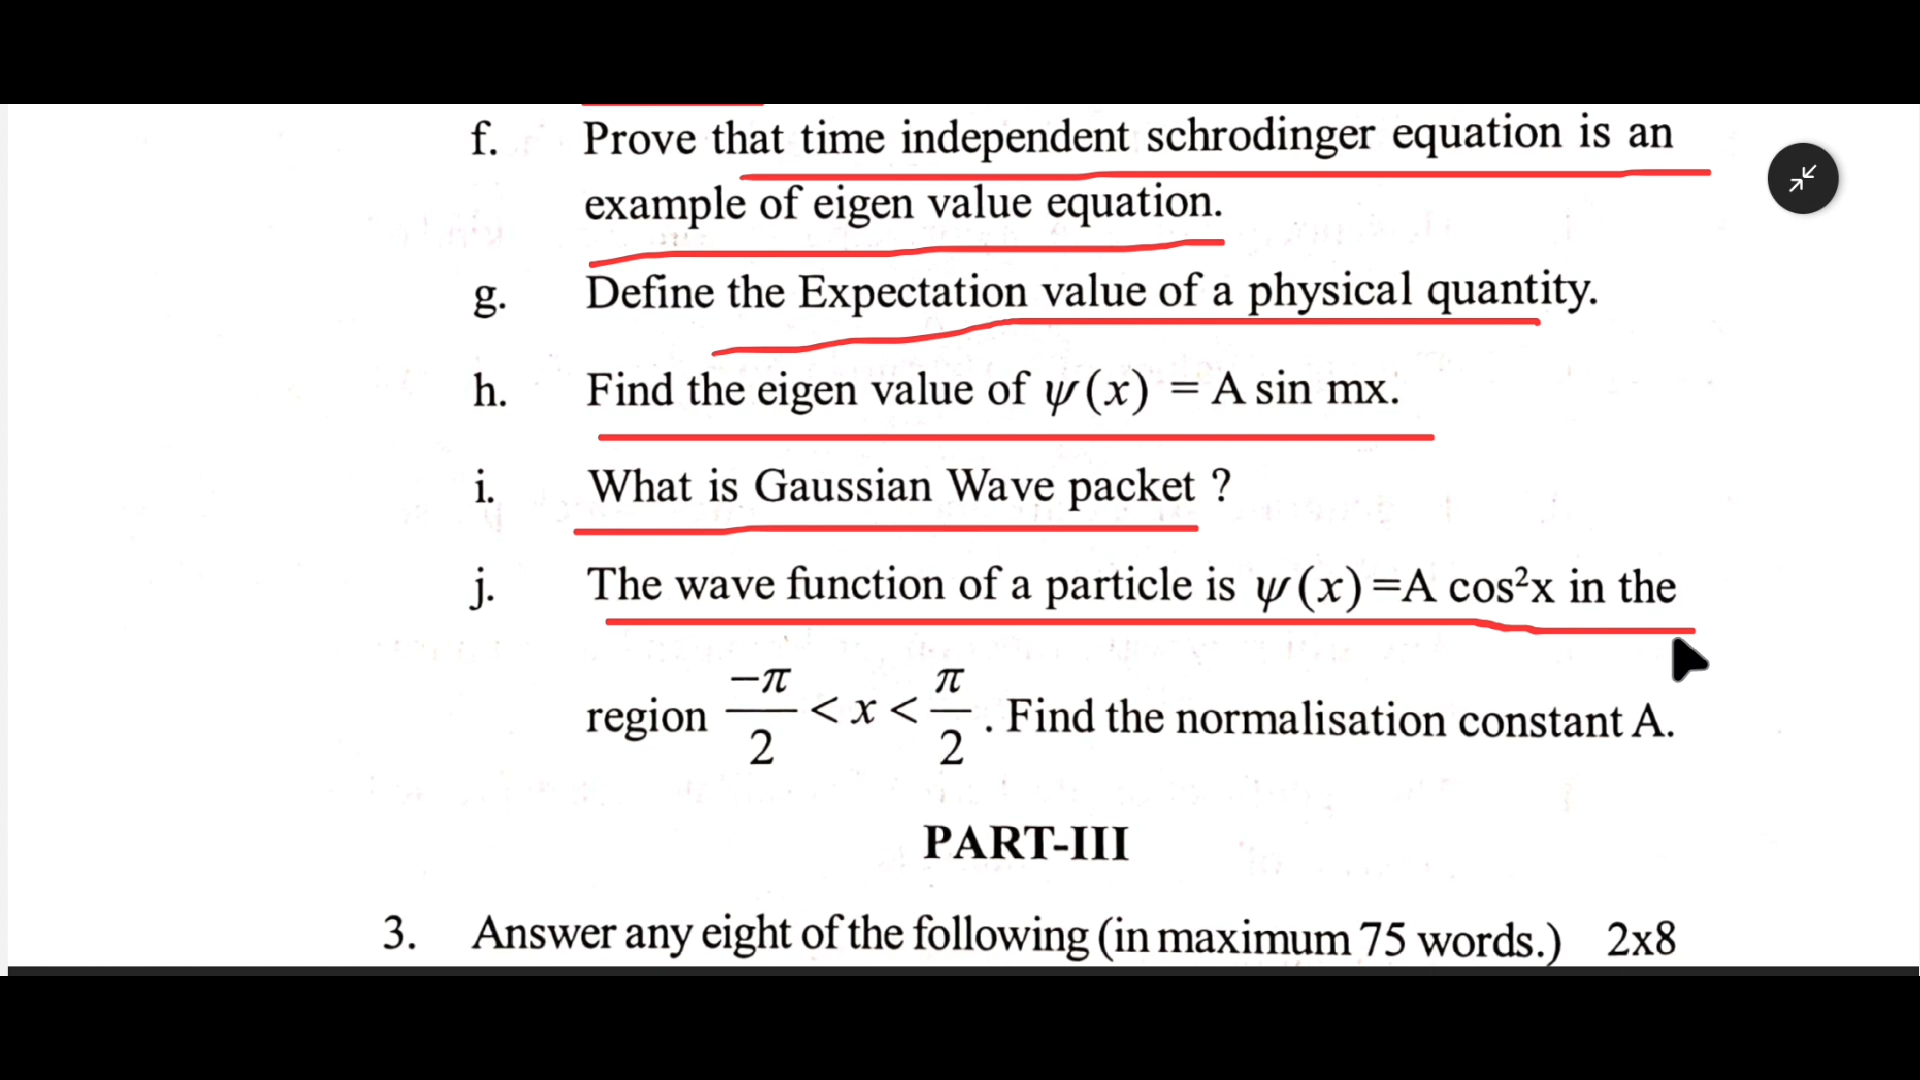 f. Prove that time independent schrodinger equation is an
example of eigen value equation.
g. Define the Expectation value of a physical quantity.
h. Find the eigen value of ψ(x) = A sin mx.
i. What is Gaussian Wave packet ?
j. The wave function of a particle is ψ(x)=A cos²x in the
region −π/2 < x < π/2 . Find the normalisation constant A.
PART-III
3. Answer any eight of the following (in maximum 75 words.) 2x8